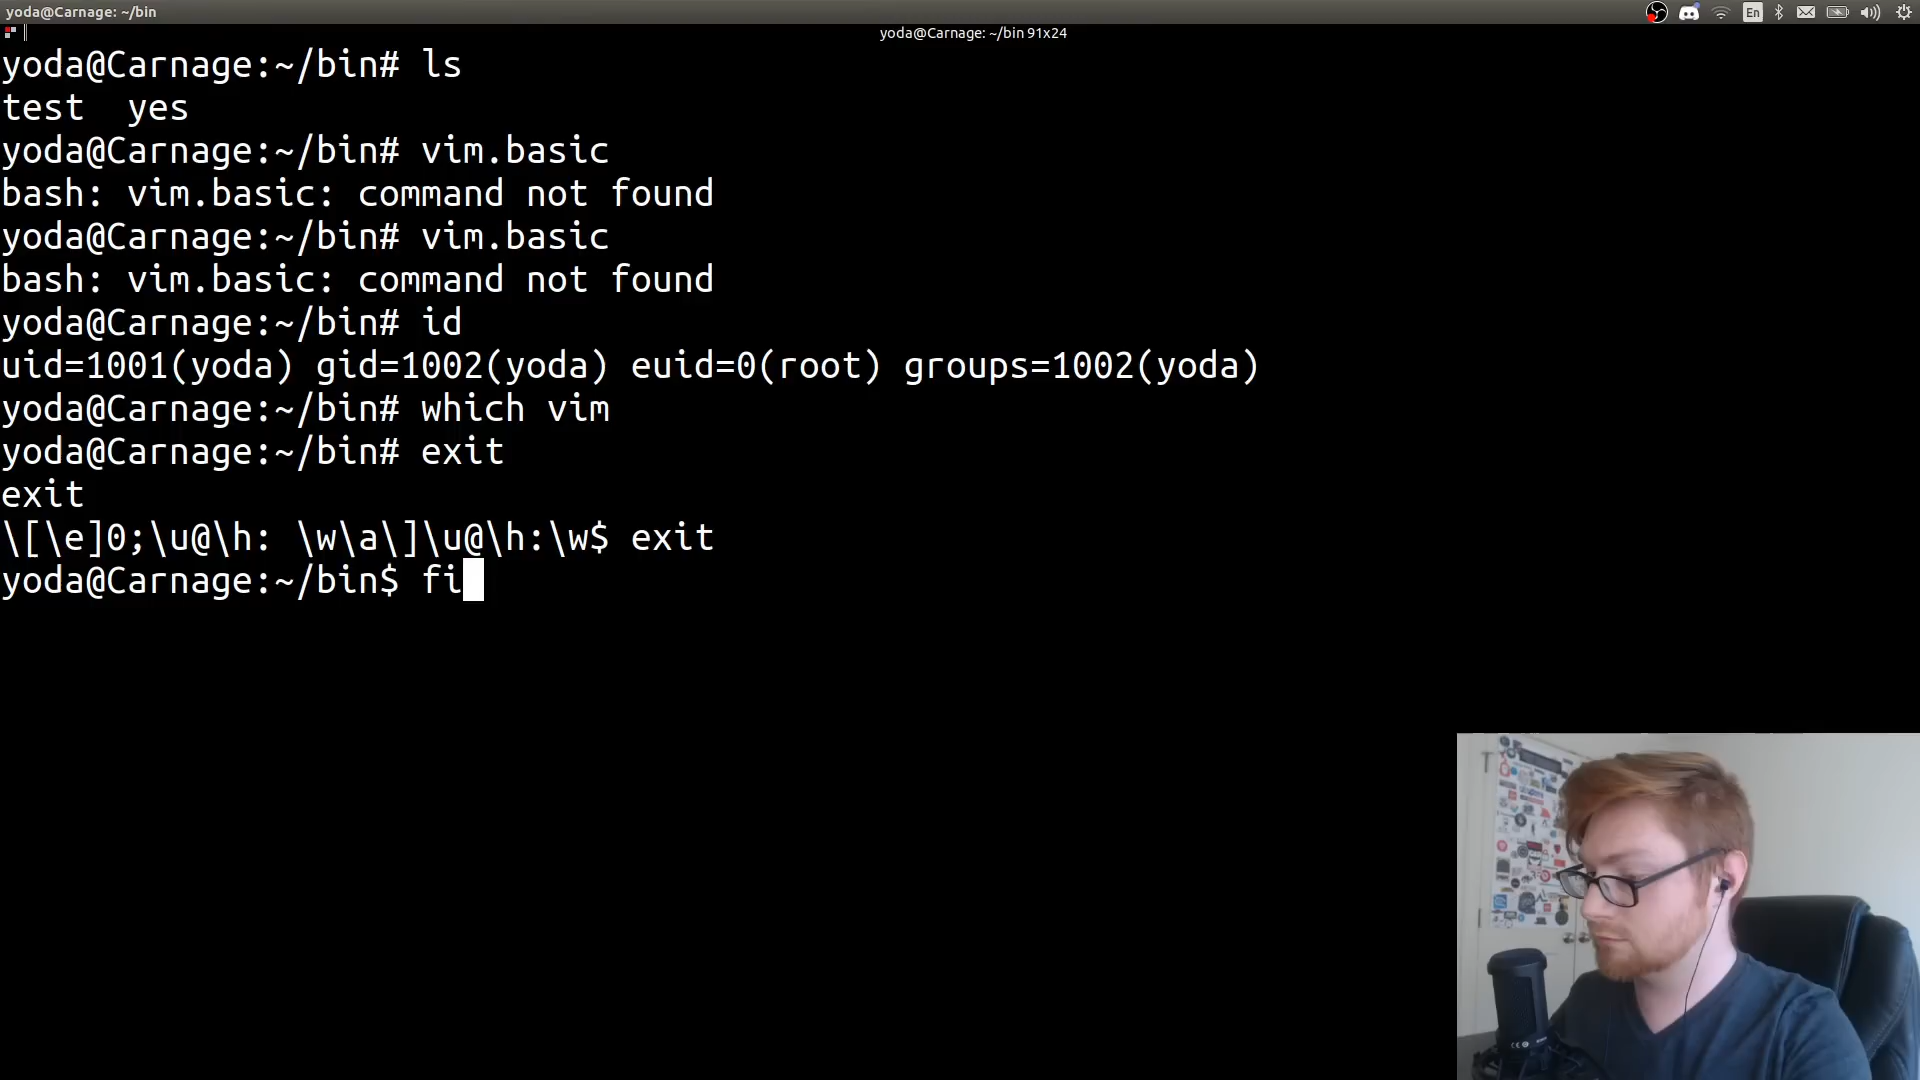 yoda@Carnage: ~/bin
En
yoda@Carnage: ~/bin 91x24
yoda@Carnage:~/bin# ls
test  yes
yoda@Carnage:~/bin# vim.basic
bash: vim.basic: command not found
yoda@Carnage:~/bin# vim.basic
bash: vim.basic: command not found
yoda@Carnage:~/bin# id
uid=1001(yoda) gid=1002(yoda) euid=0(root) groups=1002(yoda)
yoda@Carnage:~/bin# which vim
yoda@Carnage:~/bin# exit
exit
\[\e]0;\u@\h: \w\a\]\u@\h:\w$ exit
yoda@Carnage:~/bin$ fi